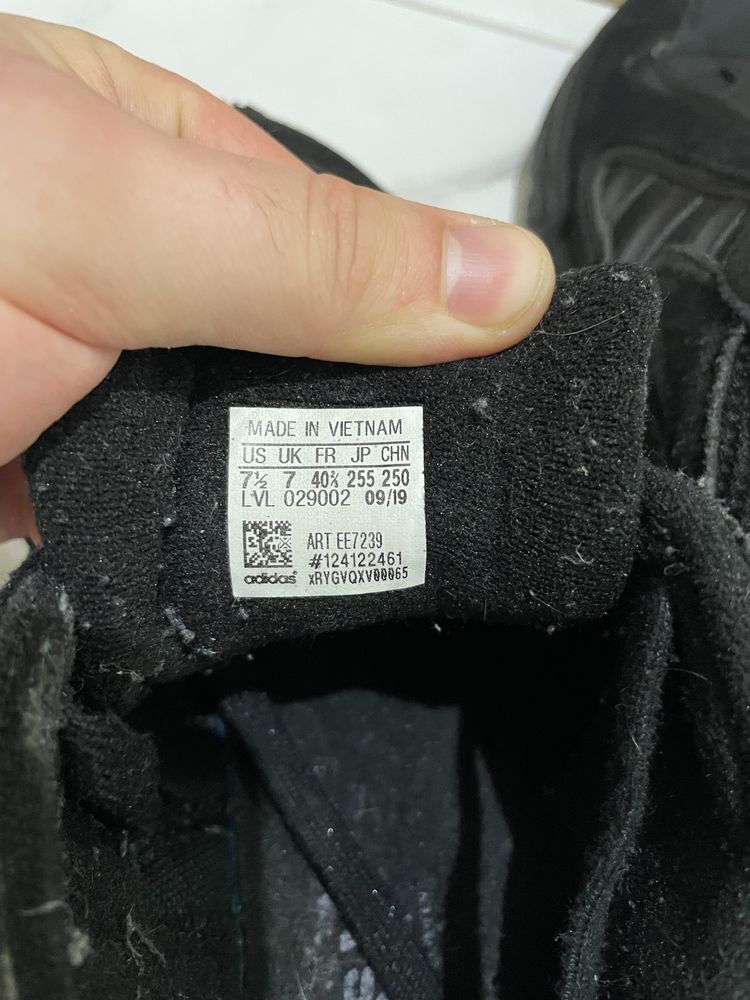 MADE IN VIETNAM
US UK FR JP CHN
7½ 7 40⅔ 255 250
LVL 029002 09/19
ART EE7239
#124122461
adidas® xRYGVQXV00065